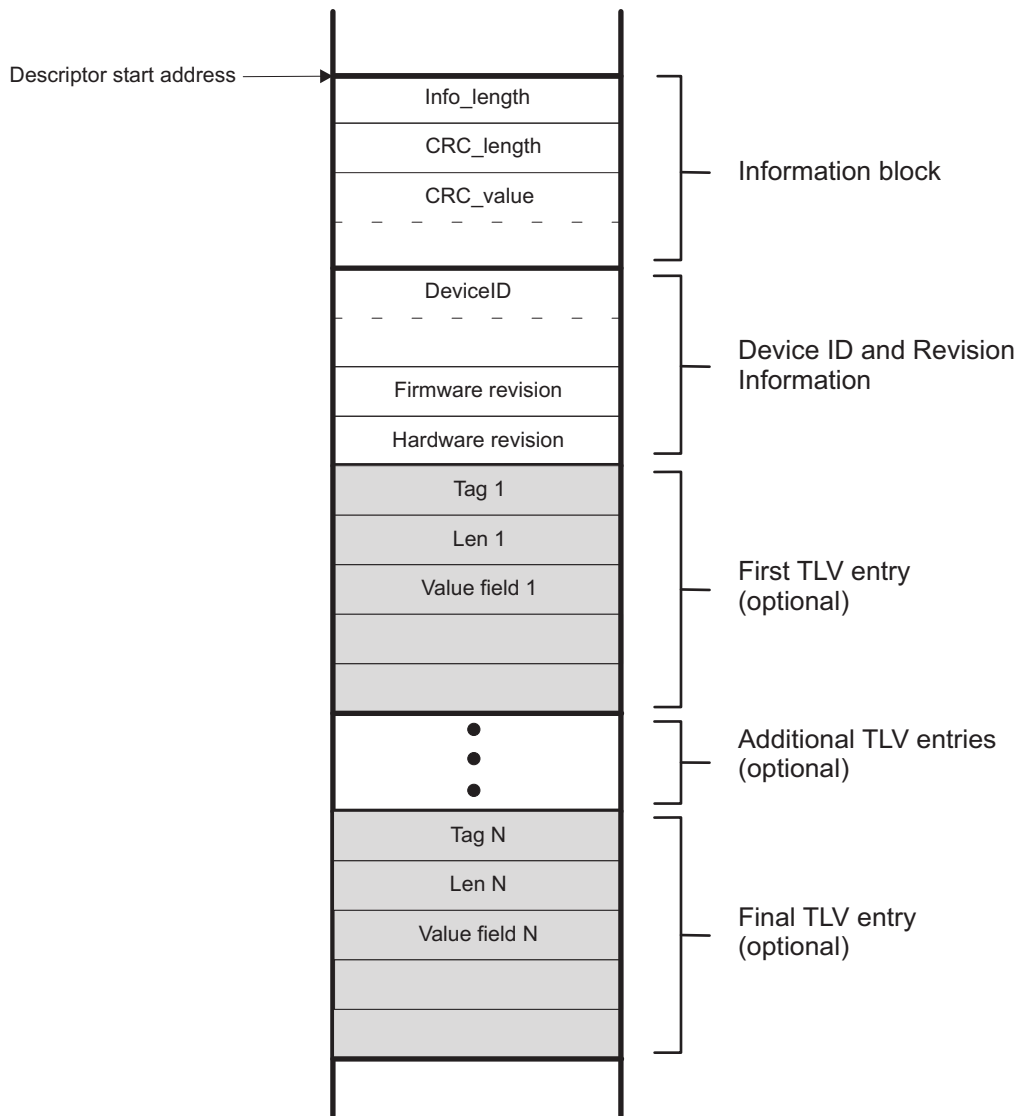 Descriptor start address
Info_length
CRC_length
CRC_value
Information block
DeviceID
Firmware revision
Hardware revision
Device ID and Revision
Information
Tag 1
Len 1
Value field 1
First TLV entry
(optional)
Additional TLV entries
(optional)
Tag N
Len N
Value field N
Final TLV entry
(optional)